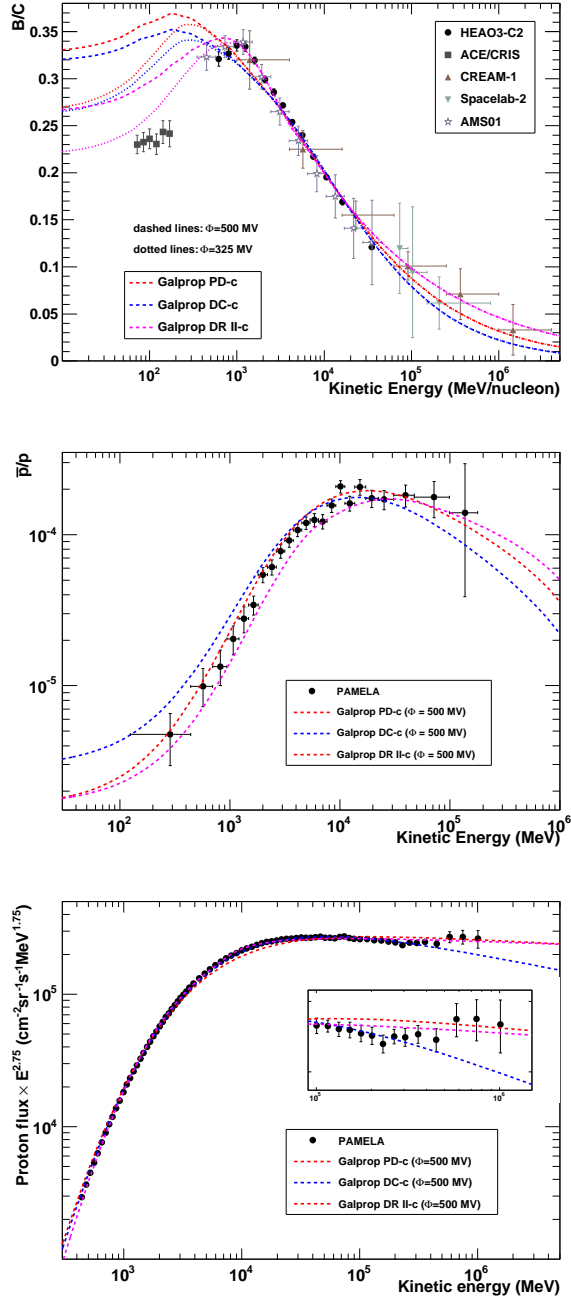 B/C
0.35
0.3
0.25
0.2
0.15
0.1
0.05
0
HEAO3-C2
ACE/CRIS
CREAM-1
Spacelab-2
AMS01
dashed lines: Φ=500 MV
dotted lines: Φ=325 MV
Galprop PD-c
Galprop DC-c
Galprop DR II-c
10² 10³ 10⁴ 10⁵ 10⁶
Kinetic Energy (MeV/nucleon)
p̅/p
10⁻⁴
10⁻⁵
PAMELA
Galprop PD-c (Φ = 500 MV)
Galprop DC-c (Φ = 500 MV)
Galprop DR II-c (Φ = 500 MV)
10² 10³ 10⁴ 10⁵ 10⁶
Kinetic Energy (MeV)
Proton flux × E^2.75 (cm⁻²sr⁻¹s⁻¹MeV^1.75)
10⁵
10⁴
10⁵ 10⁶
PAMELA
Galprop PD-c (Φ=500 MV)
Galprop DC-c (Φ=500 MV)
Galprop DR II-c (Φ=500 MV)
10³ 10⁴ 10⁵ 10⁶
Kinetic energy (MeV)